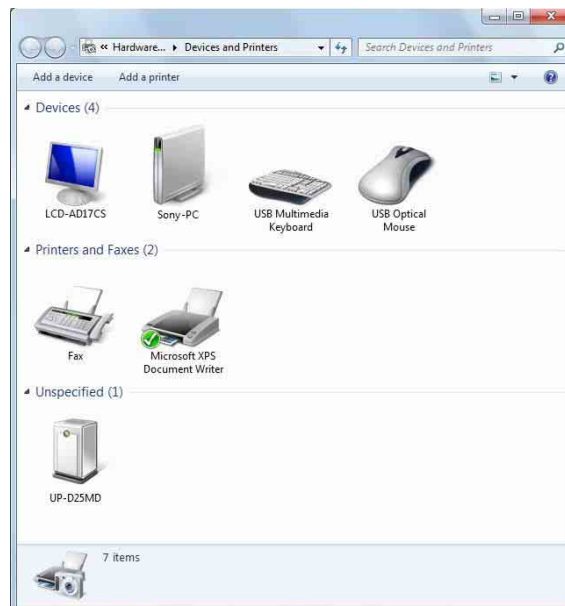 « Hardware... ▸ Devices and Printers
Search Devices and Printers
Add a device Add a printer
Devices (4)
LCD-AD17CS
Sony-PC
USB Multimedia
Keyboard
USB Optical
Mouse
Printers and Faxes (2)
Fax
Microsoft XPS
Document Writer
Unspecified (1)
UP-D25MD
7 items